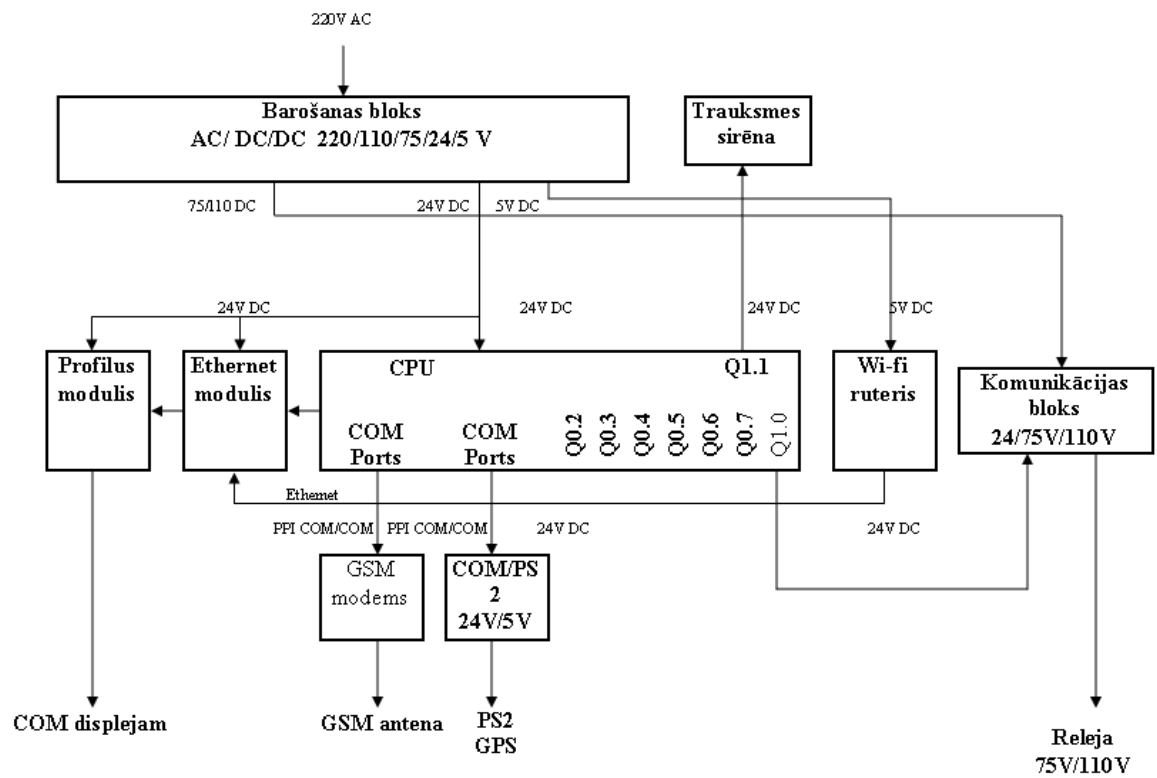 220V AC
Barošanas bloks
AC/ DC/DC 220/110/75/24/5 V
Trauksmes
sirēna
75/110 DC
24V DC
5V DC
24V DC
24V DC
24V DC
5V DC
Profilus
modulis
Ethernet
modulis
CPU
Q1.1
COM
Ports
COM
Ports
Q0.2
Q0.3
Q0.4
Q0.5
Q0.6
Q0.7
Q1.0
Wi-fi
ruteris
Komunikācijas
bloks
24/75V/110V
Ethernet
PPI COM/COM
PPI COM/COM
24V DC
24V DC
GSM
modems
COM/PS
2
24V/5V
COM displejam
GSM antena
PS2
GPS
Releja
75V/110V